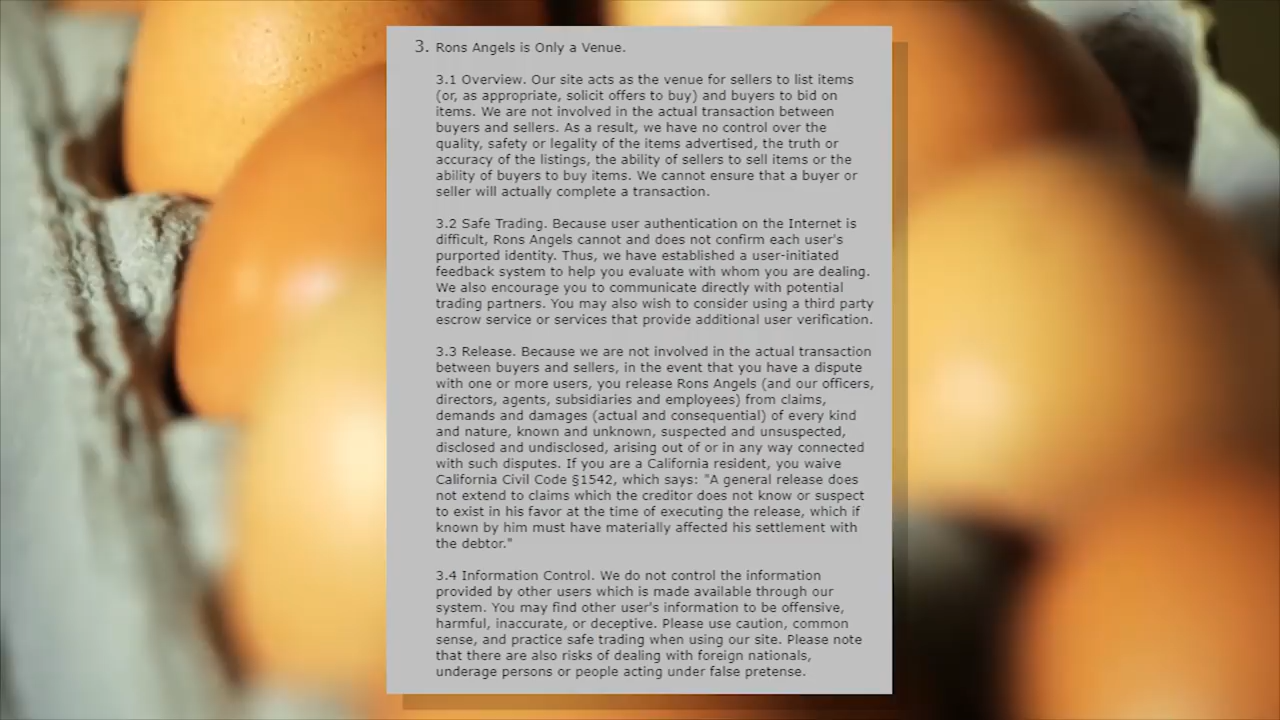 3. Rons Angels is Only a Venue.
3.1 Overview. Our site acts as the venue for sellers to list items
(or, as appropriate, solicit offers to buy) and buyers to bid on
items. We are not involved in the actual transaction between
buyers and sellers. As a result, we have no control over the
quality, safety or legality of the items advertised, the truth or
accuracy of the listings, the ability of sellers to sell items or the
ability of buyers to buy items. We cannot ensure that a buyer or
seller will actually complete a transaction.
3.2 Safe Trading. Because user authentication on the Internet is
difficult, Rons Angels cannot and does not confirm each user's
purported identity. Thus, we have established a user-initiated
feedback system to help you evaluate with whom you are dealing.
We also encourage you to communicate directly with potential
trading partners. You may also wish to consider using a third party
escrow service or services that provide additional user verification.
3.3 Release. Because we are not involved in the actual transaction
between buyers and sellers, in the event that you have a dispute
with one or more users, you release Rons Angels (and our officers,
directors, agents, subsidiaries and employees) from claims,
demands and damages (actual and consequential) of every kind
and nature, known and unknown, suspected and unsuspected,
disclosed and undisclosed, arising out of or in any way connected
with such disputes. If you are a California resident, you waive
California Civil Code §1542, which says: "A general release does
not extend to claims which the creditor does not know or suspect
to exist in his favor at the time of executing the release, which if
known by him must have materially affected his settlement with
the debtor."
3.4 Information Control. We do not control the information
provided by other users which is made available through our
system. You may find other user's information to be offensive,
harmful, inaccurate, or deceptive. Please use caution, common
sense, and practice safe trading when using our site. Please note
that there are also risks of dealing with foreign nationals,
underage persons or people acting under false pretense.